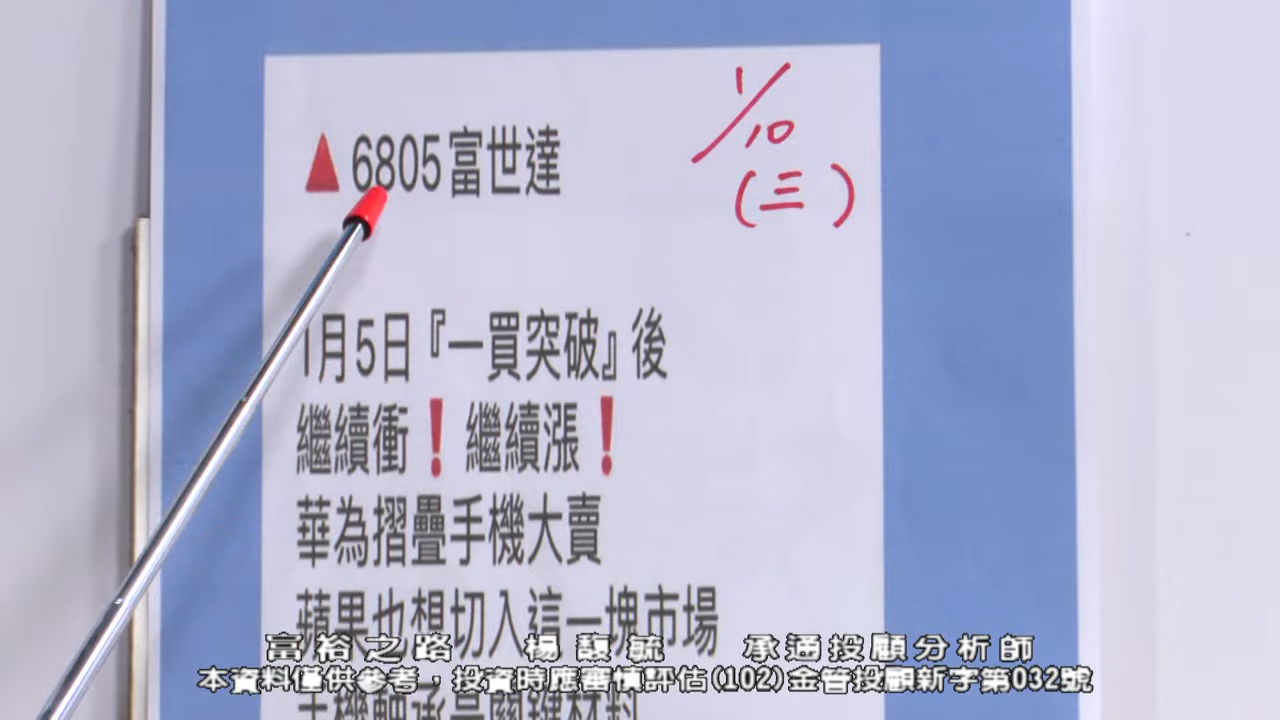 ▲6805富世達
1/10
(三)
1月5日『一買突破』後
繼續衝！繼續漲！
華為摺疊手機大賣
蘋果也想切入這一塊市場
富裕之路 楊馥毓 承通投顧分析師
本資料僅供參考，投資時應審慎評估(102)金管投顧新字第032號